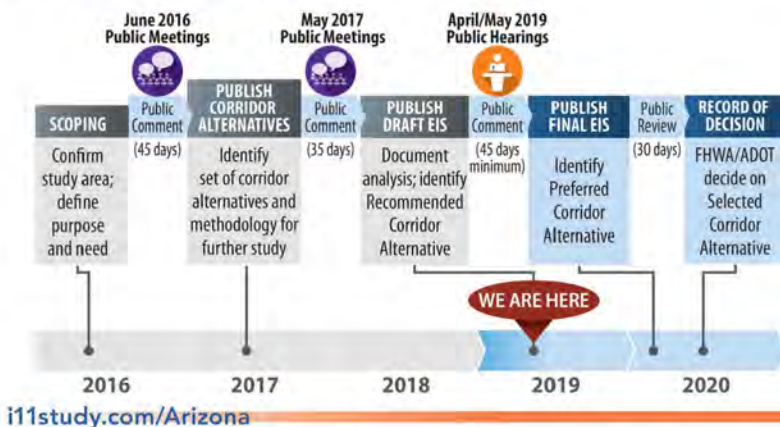 June 2016
Public Meetings
May 2017
Public Meetings
April/May 2019
Public Hearings
SCOPING
Confirm
study area;
define
purpose
and need
Public
Comment
(45 days)
PUBLISH
CORRIDOR
ALTERNATIVES
Identify
set of corridor
alternatives and
methodology for
further study
Public
Comment
(35 days)
PUBLISH
DRAFT EIS
Document
analysis; identify
Recommended
Corridor
Alternative
Public
Comment
(45 days
minimum)
PUBLISH
FINAL EIS
Identify
Preferred
Corridor
Alternative
Public
Review
(30 days)
RECORD OF
DECISION
FHWA/ADOT
decide on
Selected
Corridor
Alternative
WE ARE HERE
2016
2017
2018
2019
2020
i11study.com/Arizona